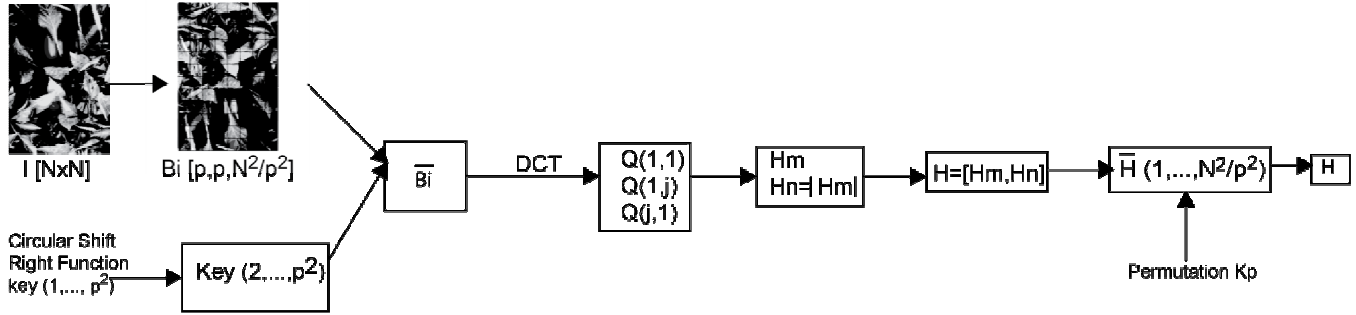 I [NxN]
Bi [p,p,N²/p²]
Circular Shift
Right Function
key (1,..., p²)
Key (2,...,p²)
B̅i̅
DCT
Q(1,1)
Q(1,j)
Q(j,1)
Hm
Hn=|Hm|
H=[Hm,Hn]
H̅ (1,...,N²/p²)
Permutation Kp
H